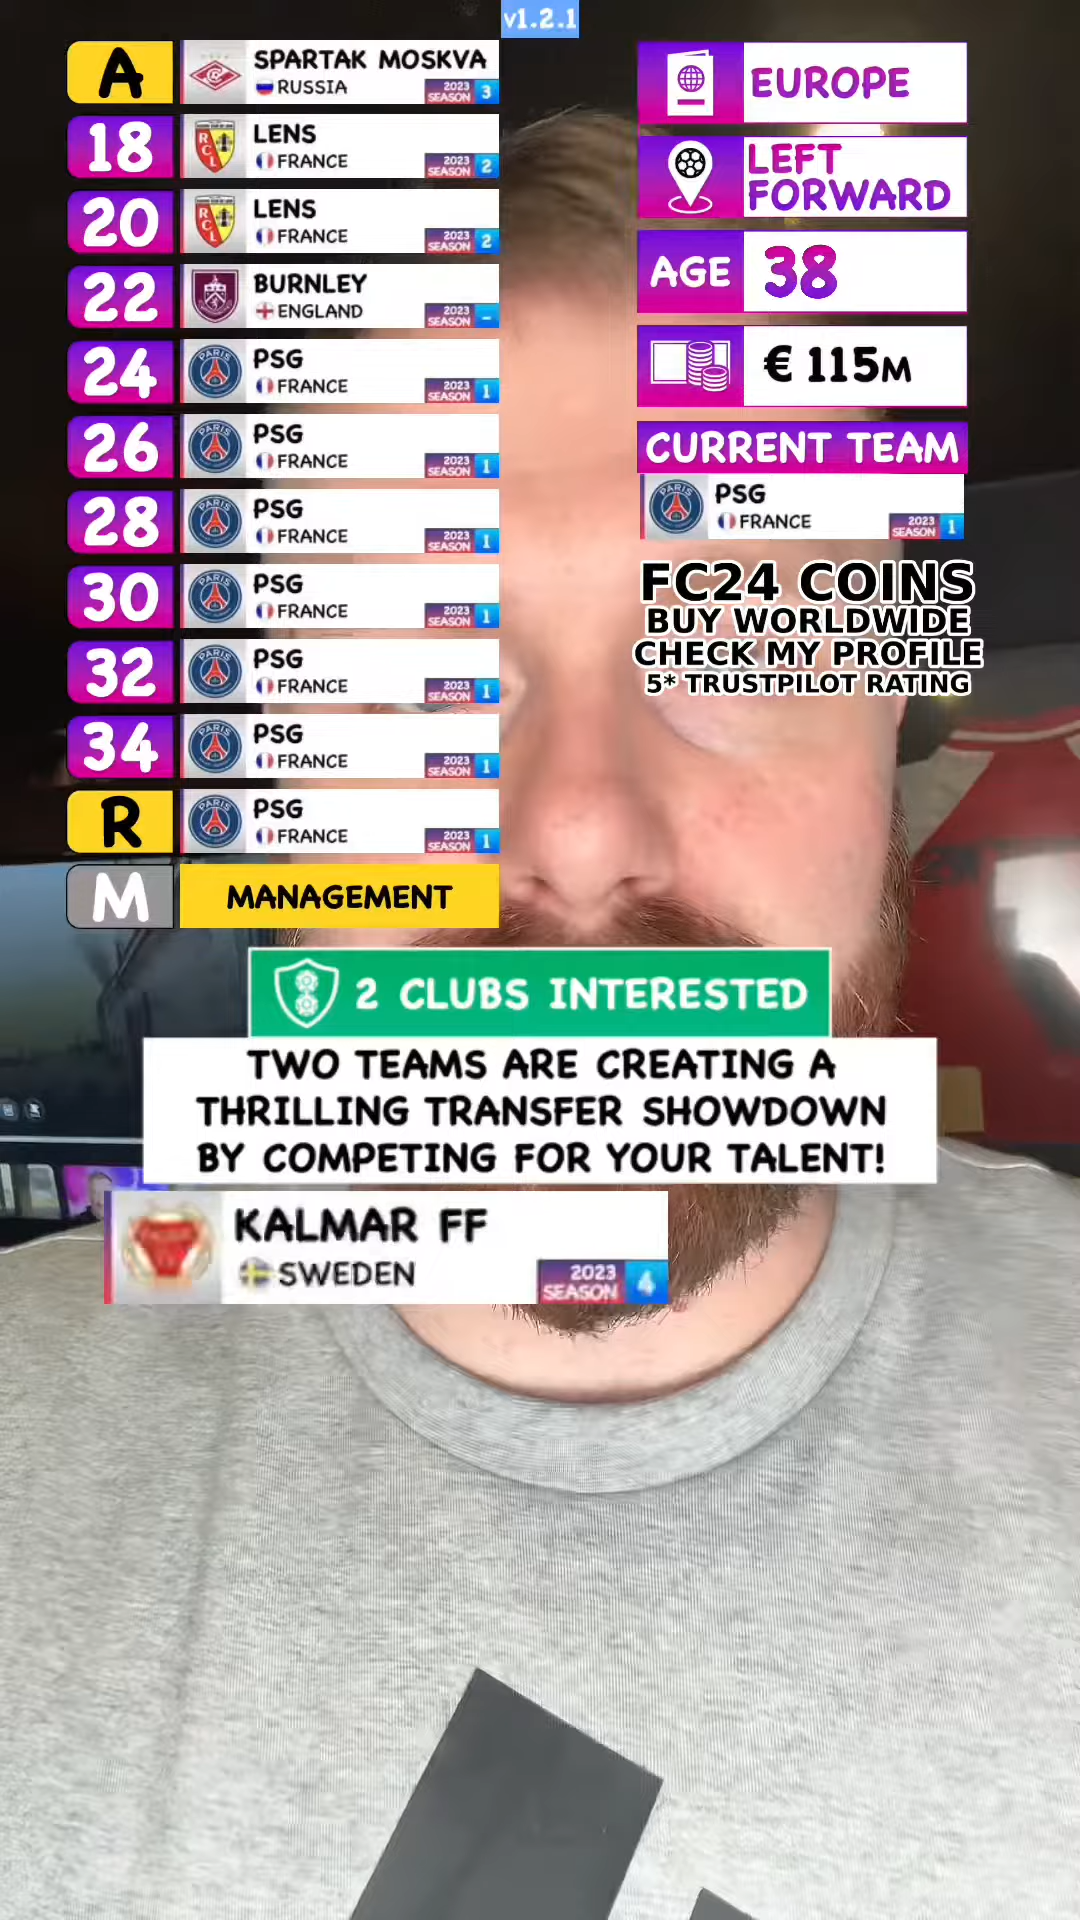 v1.2.1
A
SPARTAK MOSKVA
RUSSIA
2023 SEASON 3
18
LENS
FRANCE
2023 SEASON 2
20
LENS
FRANCE
2023 SEASON 2
22
BURNLEY
ENGLAND
2023 SEASON -
24
PSG
FRANCE
2023 SEASON 1
26
PSG
FRANCE
2023 SEASON 1
28
PSG
FRANCE
2023 SEASON 1
30
PSG
FRANCE
2023 SEASON 1
32
PSG
FRANCE
2023 SEASON 1
34
PSG
FRANCE
2023 SEASON 1
R
PSG
FRANCE
2023 SEASON 1
M
MANAGEMENT
EUROPE
LEFT
FORWARD
AGE 38
€ 115M
CURRENT TEAM
PSG
FRANCE
2023 SEASON 1
FC24 COINS
BUY WORLDWIDE
CHECK MY PROFILE
5* TRUSTPILOT RATING
2 CLUBS INTERESTED
TWO TEAMS ARE CREATING A
THRILLING TRANSFER SHOWDOWN
BY COMPETING FOR YOUR TALENT!
KALMAR FF
SWEDEN
2023 SEASON 4